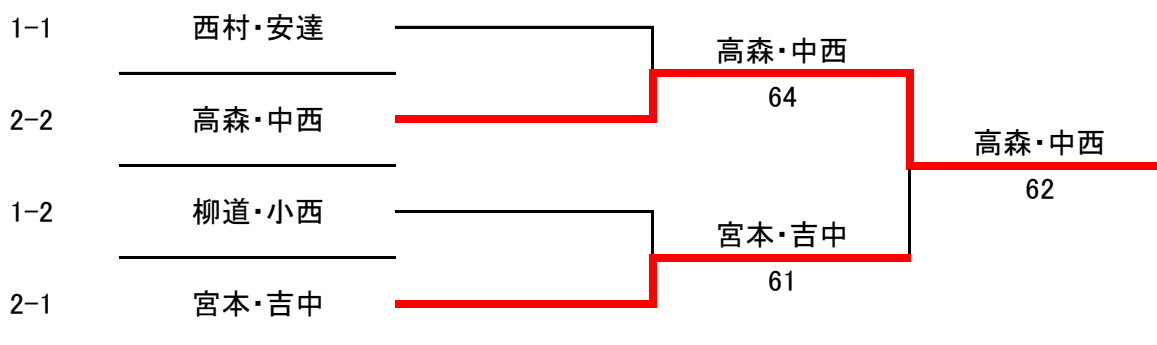 1-1 西村・安達
高森・中西
64
2-2 高森・中西
高森・中西
62
1-2 柳道・小西
宮本・吉中
61
2-1 宮本・吉中